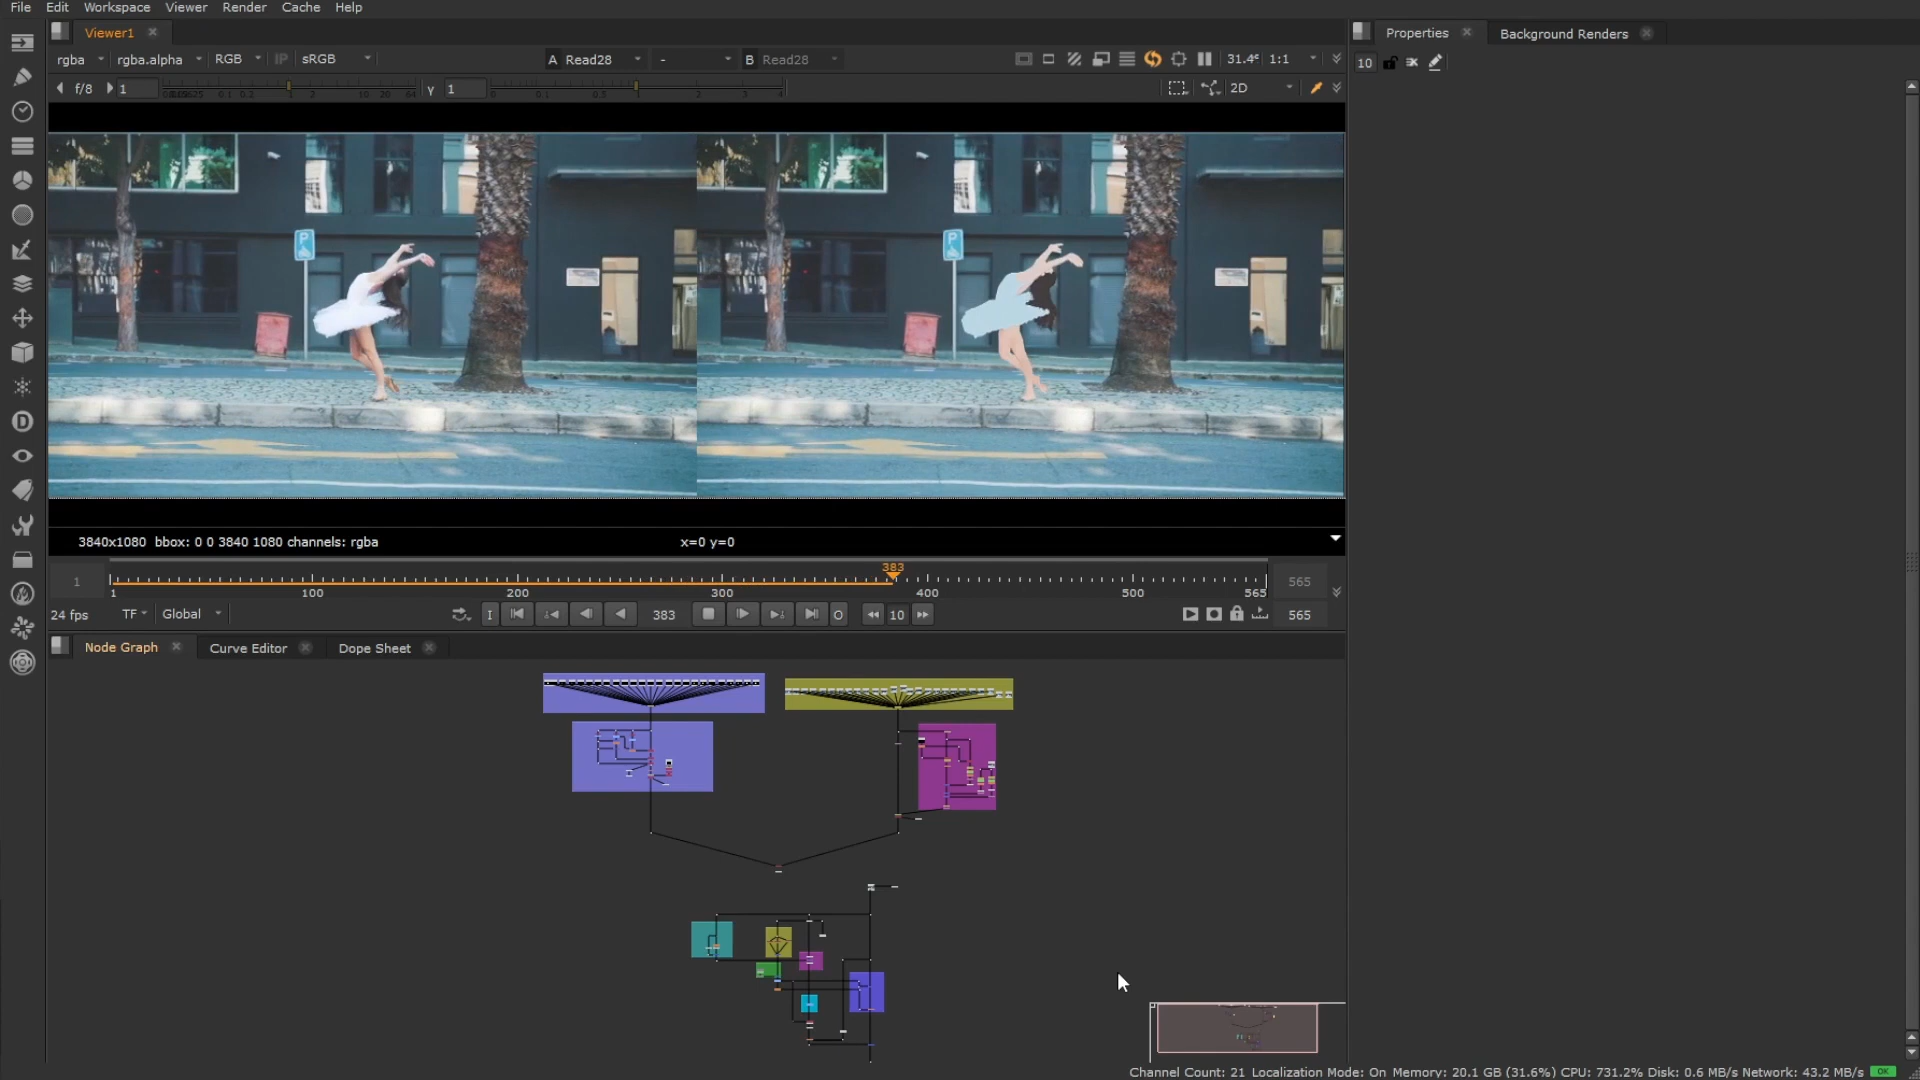 File Edit Workspace Viewer Render Cache Help
Viewer1
Properties
Background Renders
rgba rgba.alpha RGB IP sRGB A Read28 - B Read28 1:1
10
f/8 1 Y 1 2D
P
P
3840x1080 bbox: 0 0 3840 1080 channels: rgba x=0 y=0
383
1 565
1 100 200 300 400 500 565
24 fps TF Global I 383 O 10 565
Node Graph Curve Editor Dope Sheet
Channel Count: 21 Localization Mode: On Memory: 20.1 GB (31.6%) CPU: 731.2% Disk: 0.6 MB/s Network: 43.2 MB/s OK